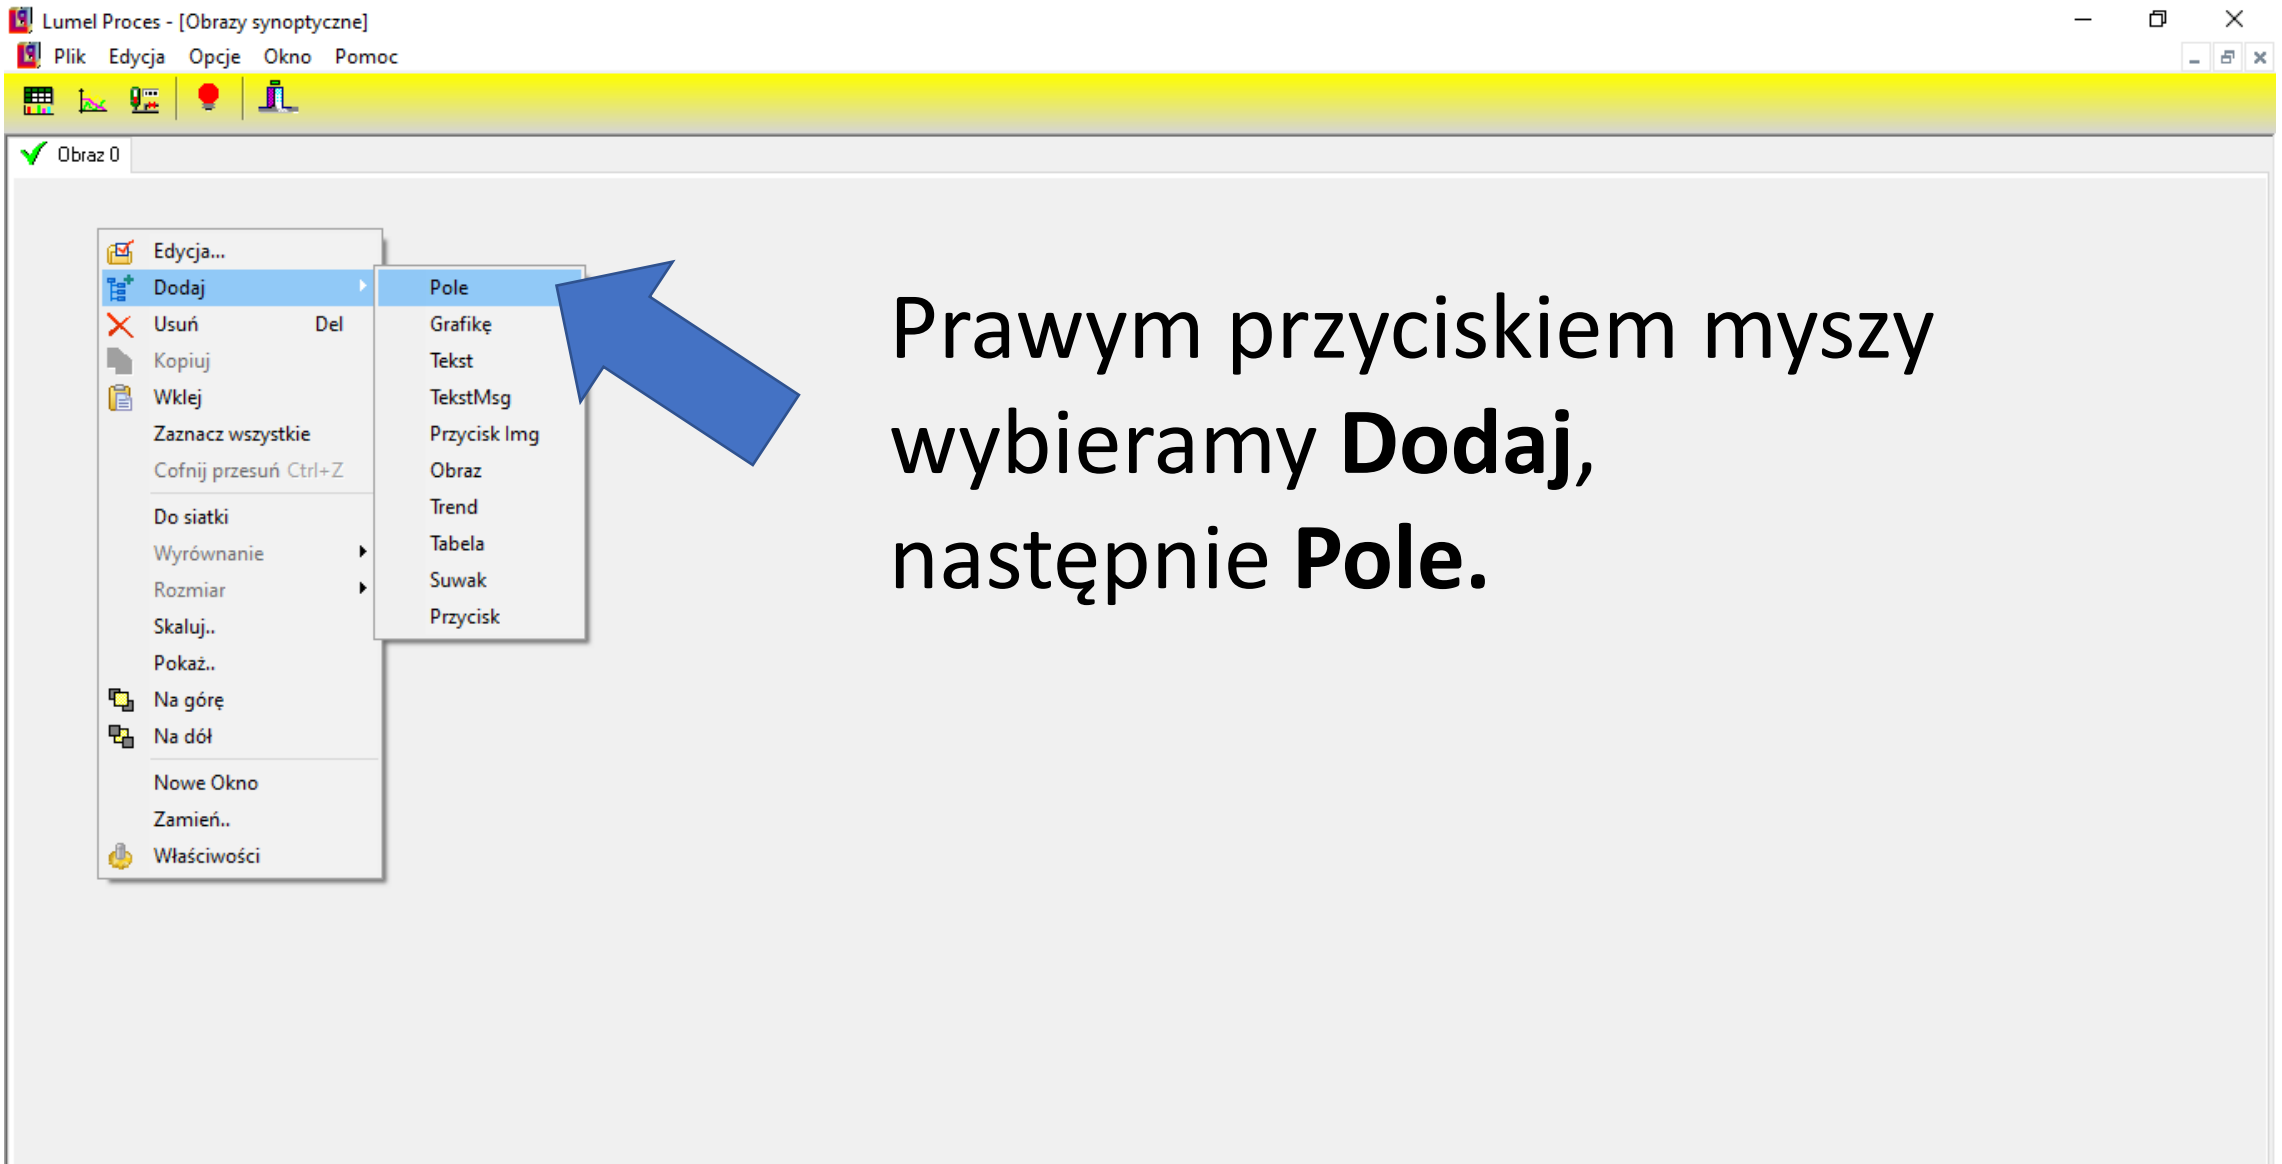 Lumel Proces - [Obrazy synoptyczne]
Plik Edycja Opcje Okno Pomoc
Obraz 0
Edycja...
Dodaj
Usuń Del
Kopiuj
Wklej
Zaznacz wszystkie
Cofnij przesuń Ctrl+Z
Do siatki
Wyrównanie
Rozmiar
Skaluj..
Pokaż..
Na górę
Na dół
Nowe Okno
Zamień..
Właściwości
Pole
Grafikę
Tekst
TekstMsg
Przycisk Img
Obraz
Trend
Tabela
Suwak
Przycisk
Prawym przyciskiem myszy
wybieramy Dodaj,
następnie Pole.